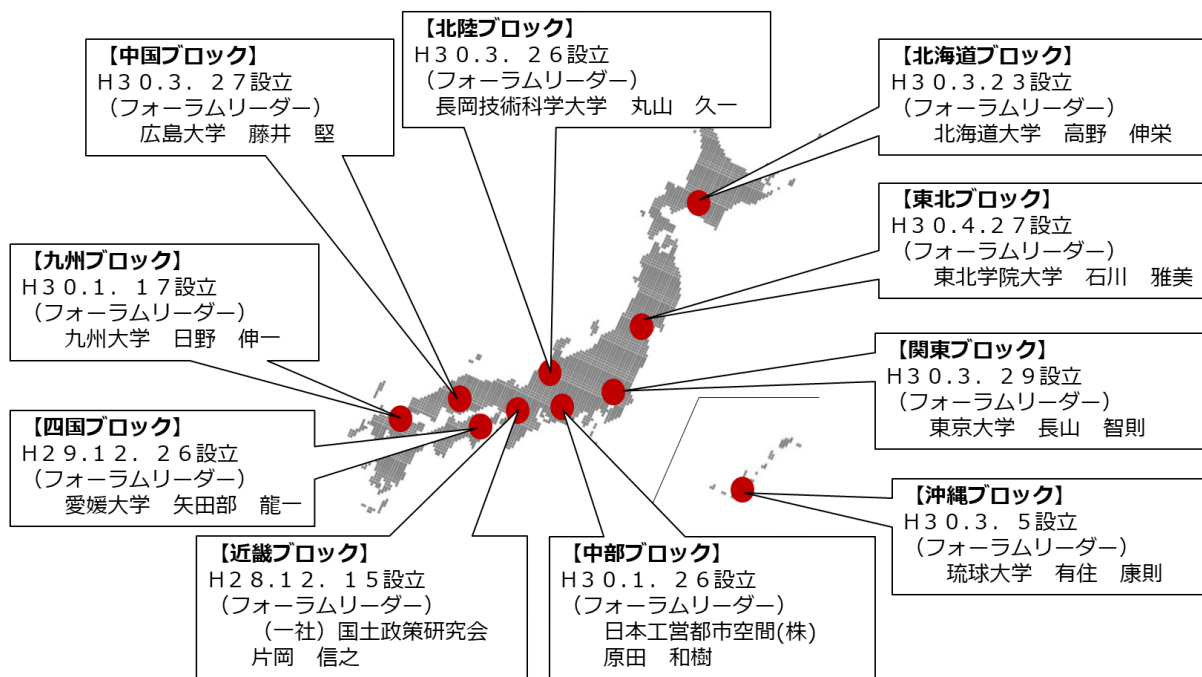 【中国ブロック】
H30.3．27設立
（フォーラムリーダー）
広島大学　藤井　堅
【北陸ブロック】
H30.3．26設立
（フォーラムリーダー）
長岡技術科学大学　丸山　久一
【北海道ブロック】
H30.3.23設立
（フォーラムリーダー）
北海道大学　高野　伸栄
【東北ブロック】
H30.4.27設立
（フォーラムリーダー）
東北学院大学　石川　雅美
【九州ブロック】
H30.1．17設立
（フォーラムリーダー）
九州大学　日野　伸一
【関東ブロック】
H30.3．29設立
（フォーラムリーダー）
東京大学　長山　智則
【四国ブロック】
H29.12．26設立
（フォーラムリーダー）
愛媛大学　矢田部　龍一
【沖縄ブロック】
H30.3．5設立
（フォーラムリーダー）
琉球大学　有住　康則
【近畿ブロック】
H28.12．15設立
（フォーラムリーダー）
（一社）国土政策研究会
片岡　信之
【中部ブロック】
H30.1．26設立
（フォーラムリーダー）
日本工営都市空間(株)
原田　和樹